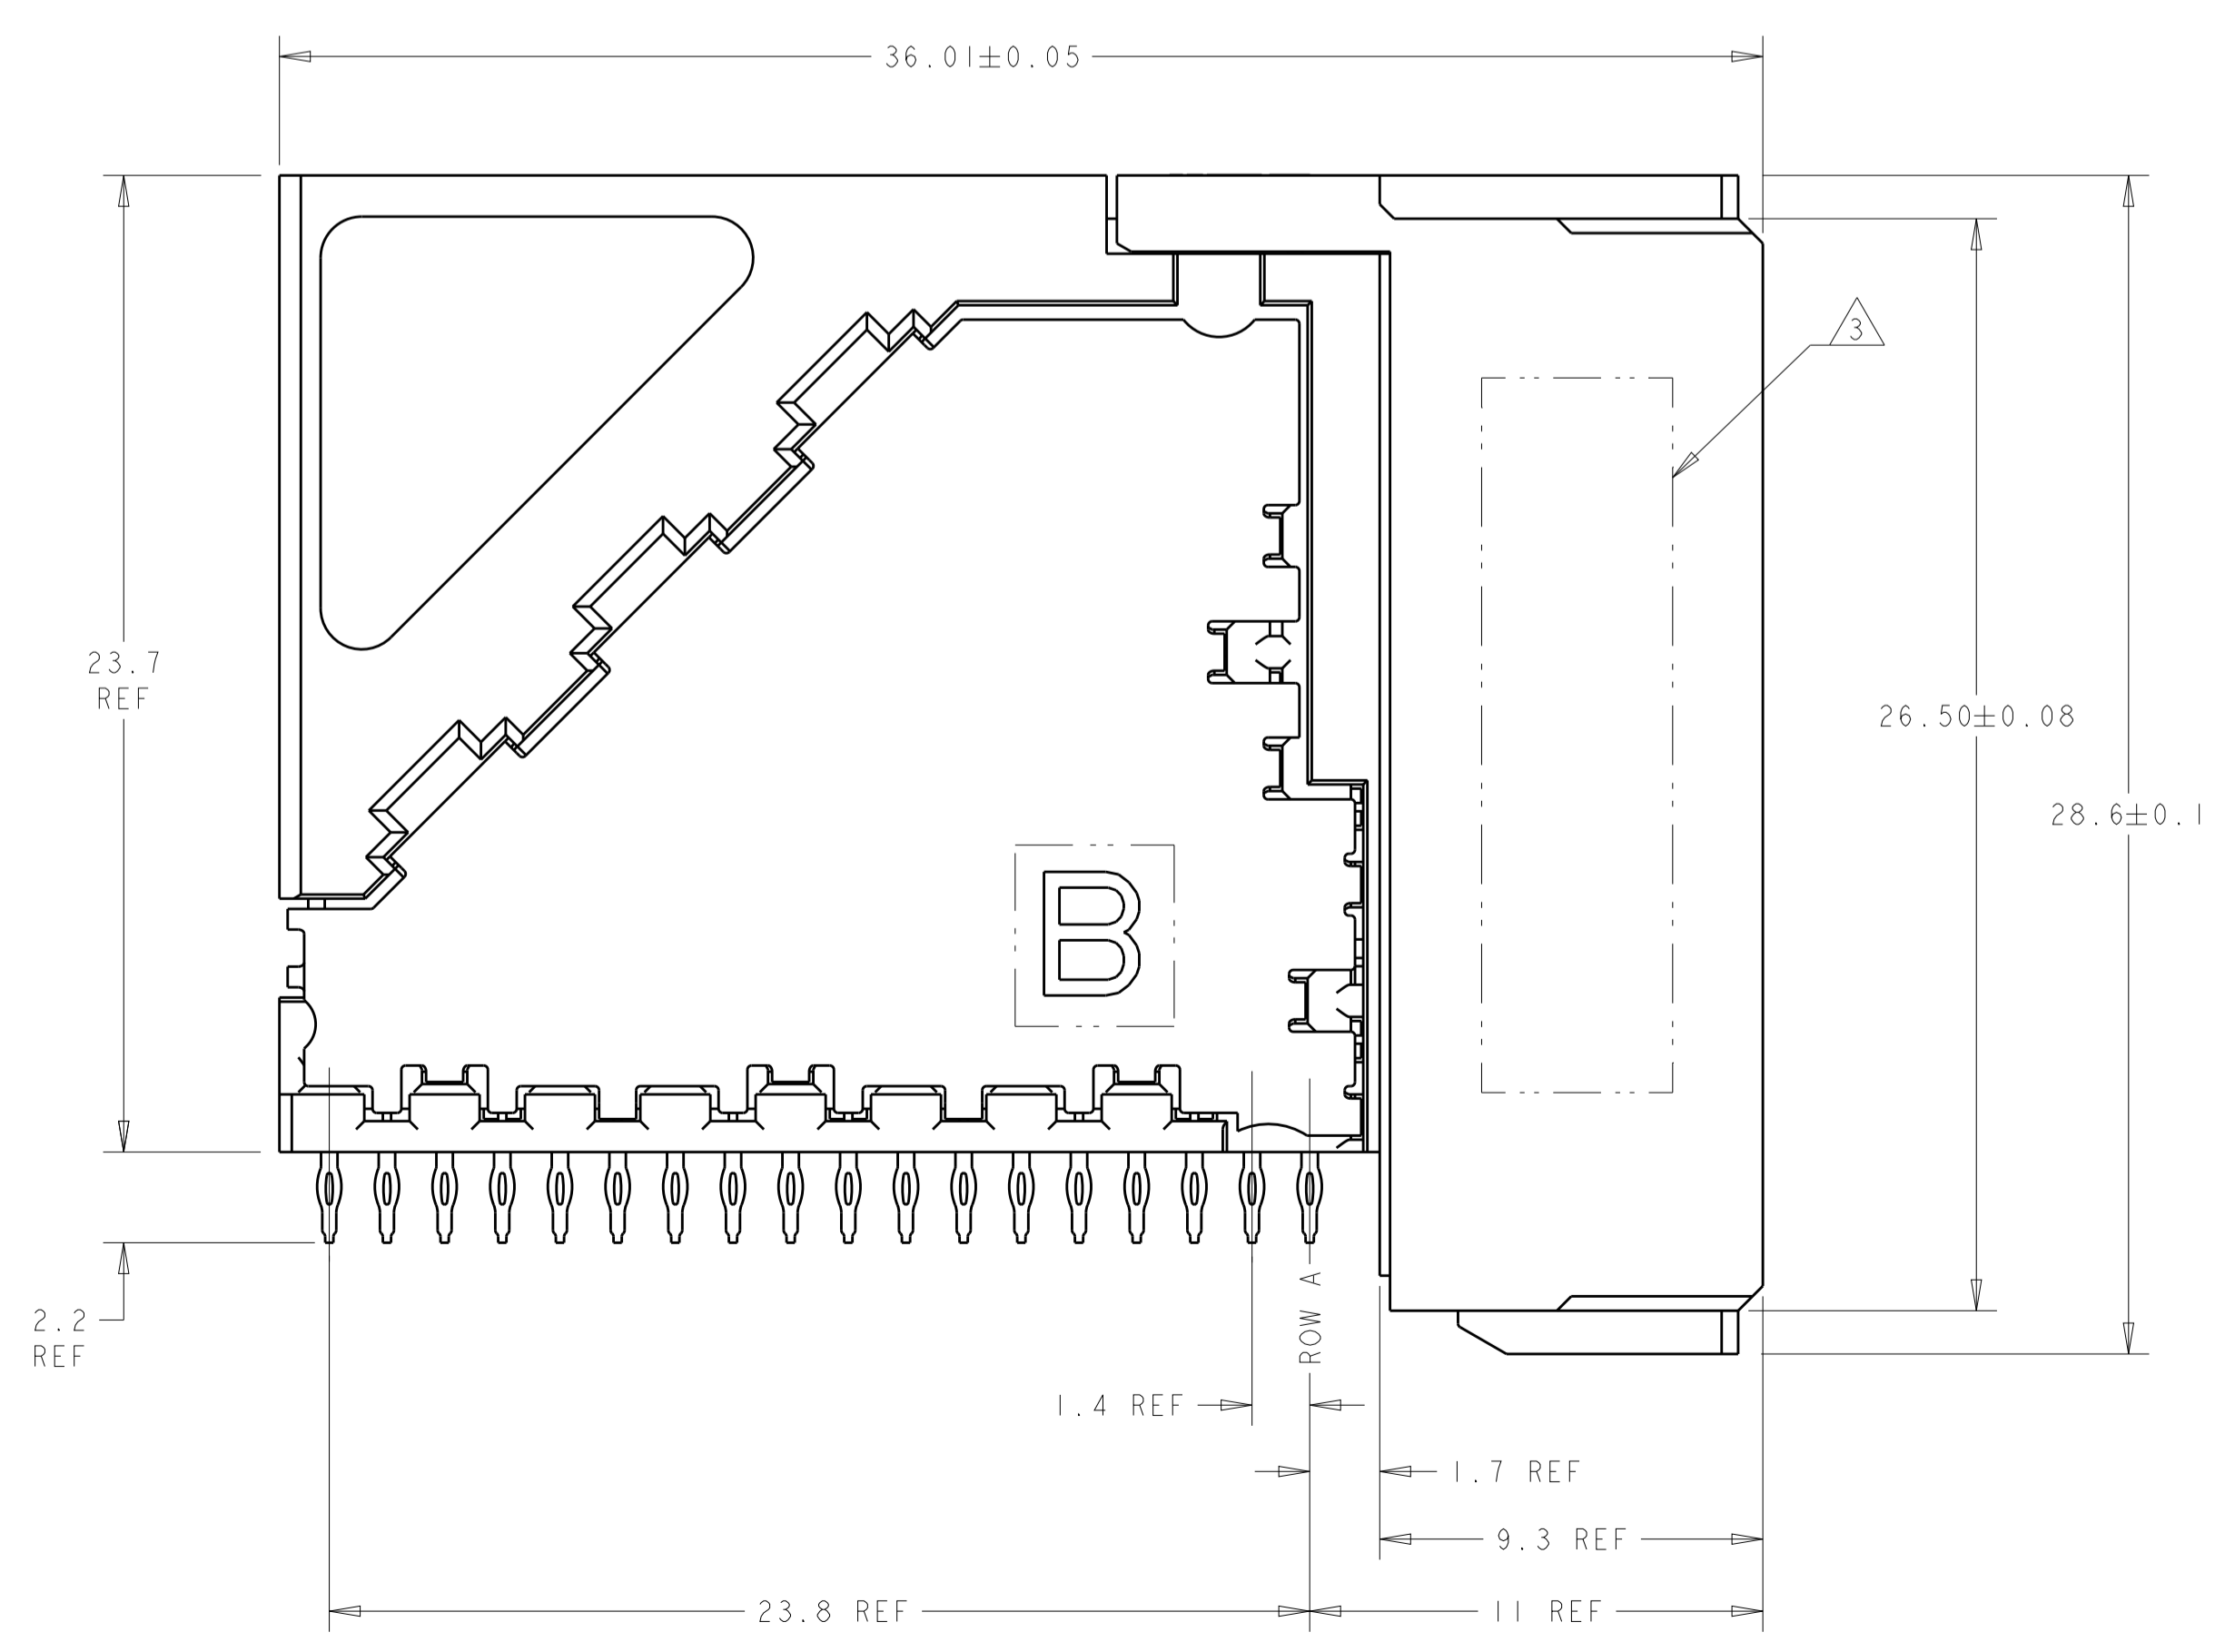 36.01±0.05
3
23.7
REF
26.50±0.08
28.6±0.1
B
2.2
REF
ROW A
1.4 REF
1.7 REF
9.3 REF
23.8 REF
11 REF